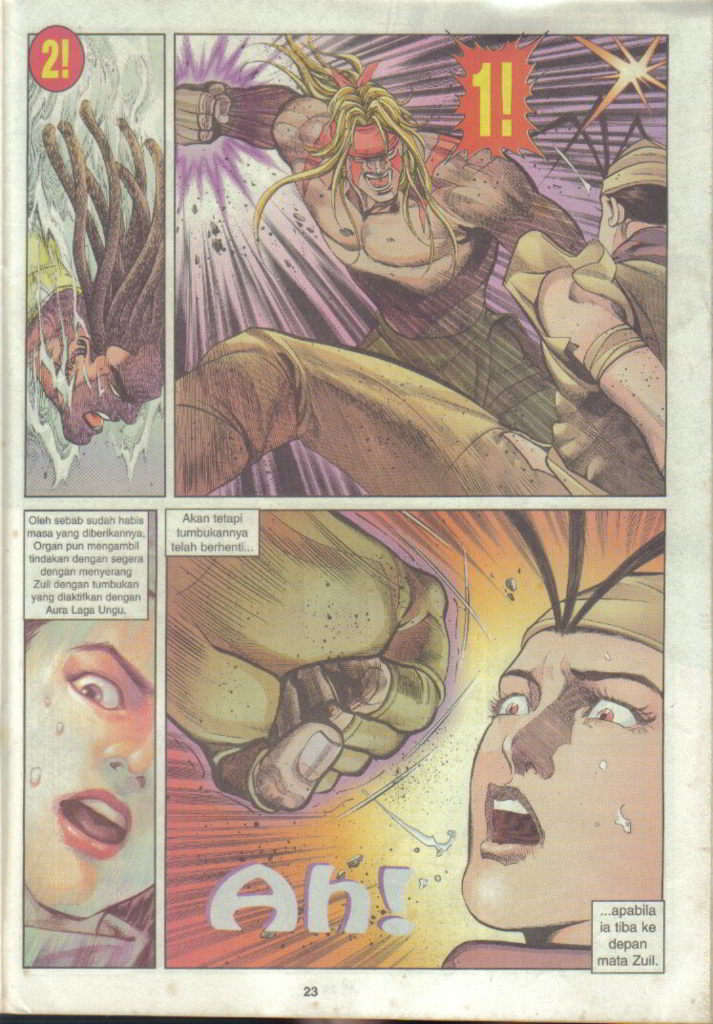 2!
1!
Oleh sebab sudah habis
masa yang diberikannya,
Organ pun mengambil
tindakan dengan segera
dengan menyerang
Zuil dengan tumbukan
yang diaktifkan dengan
Aura Laga Ungu.
Akan tetapi
tumbukannya
telah berhenti...
Ah!
...apabila
ia tiba ke
depan
mata Zuil.
23